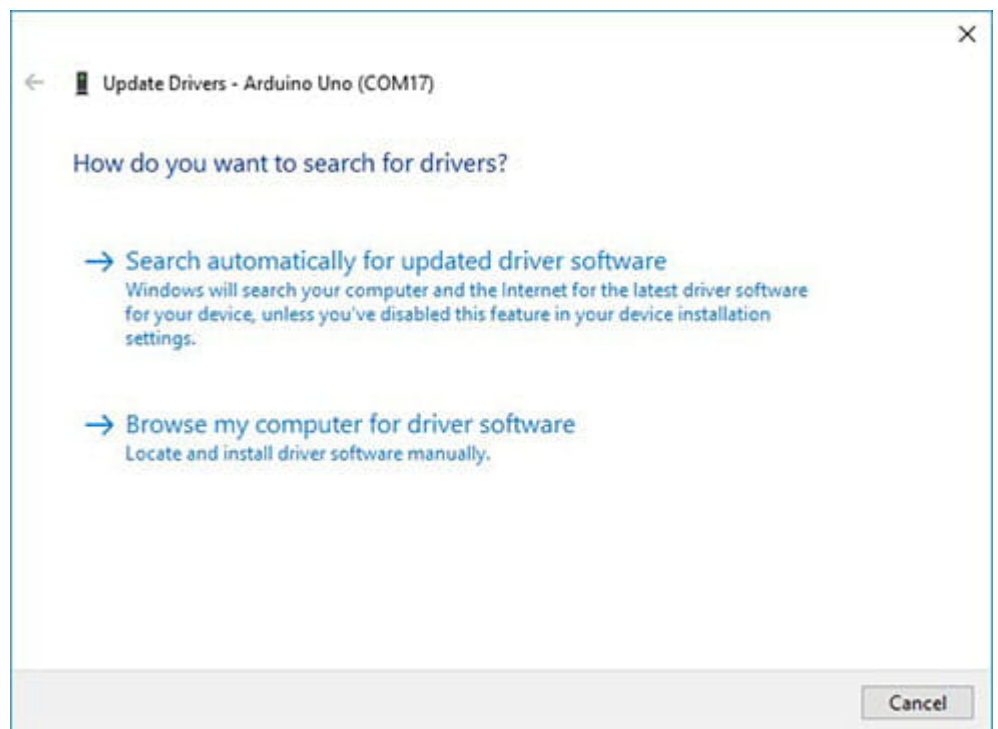 Update Drivers - Arduino Uno (COM17)
How do you want to search for drivers?
Search automatically for updated driver software
Windows will search your computer and the Internet for the latest driver software
for your device, unless you've disabled this feature in your device installation
settings.
Browse my computer for driver software
Locate and install driver software manually.
Cancel